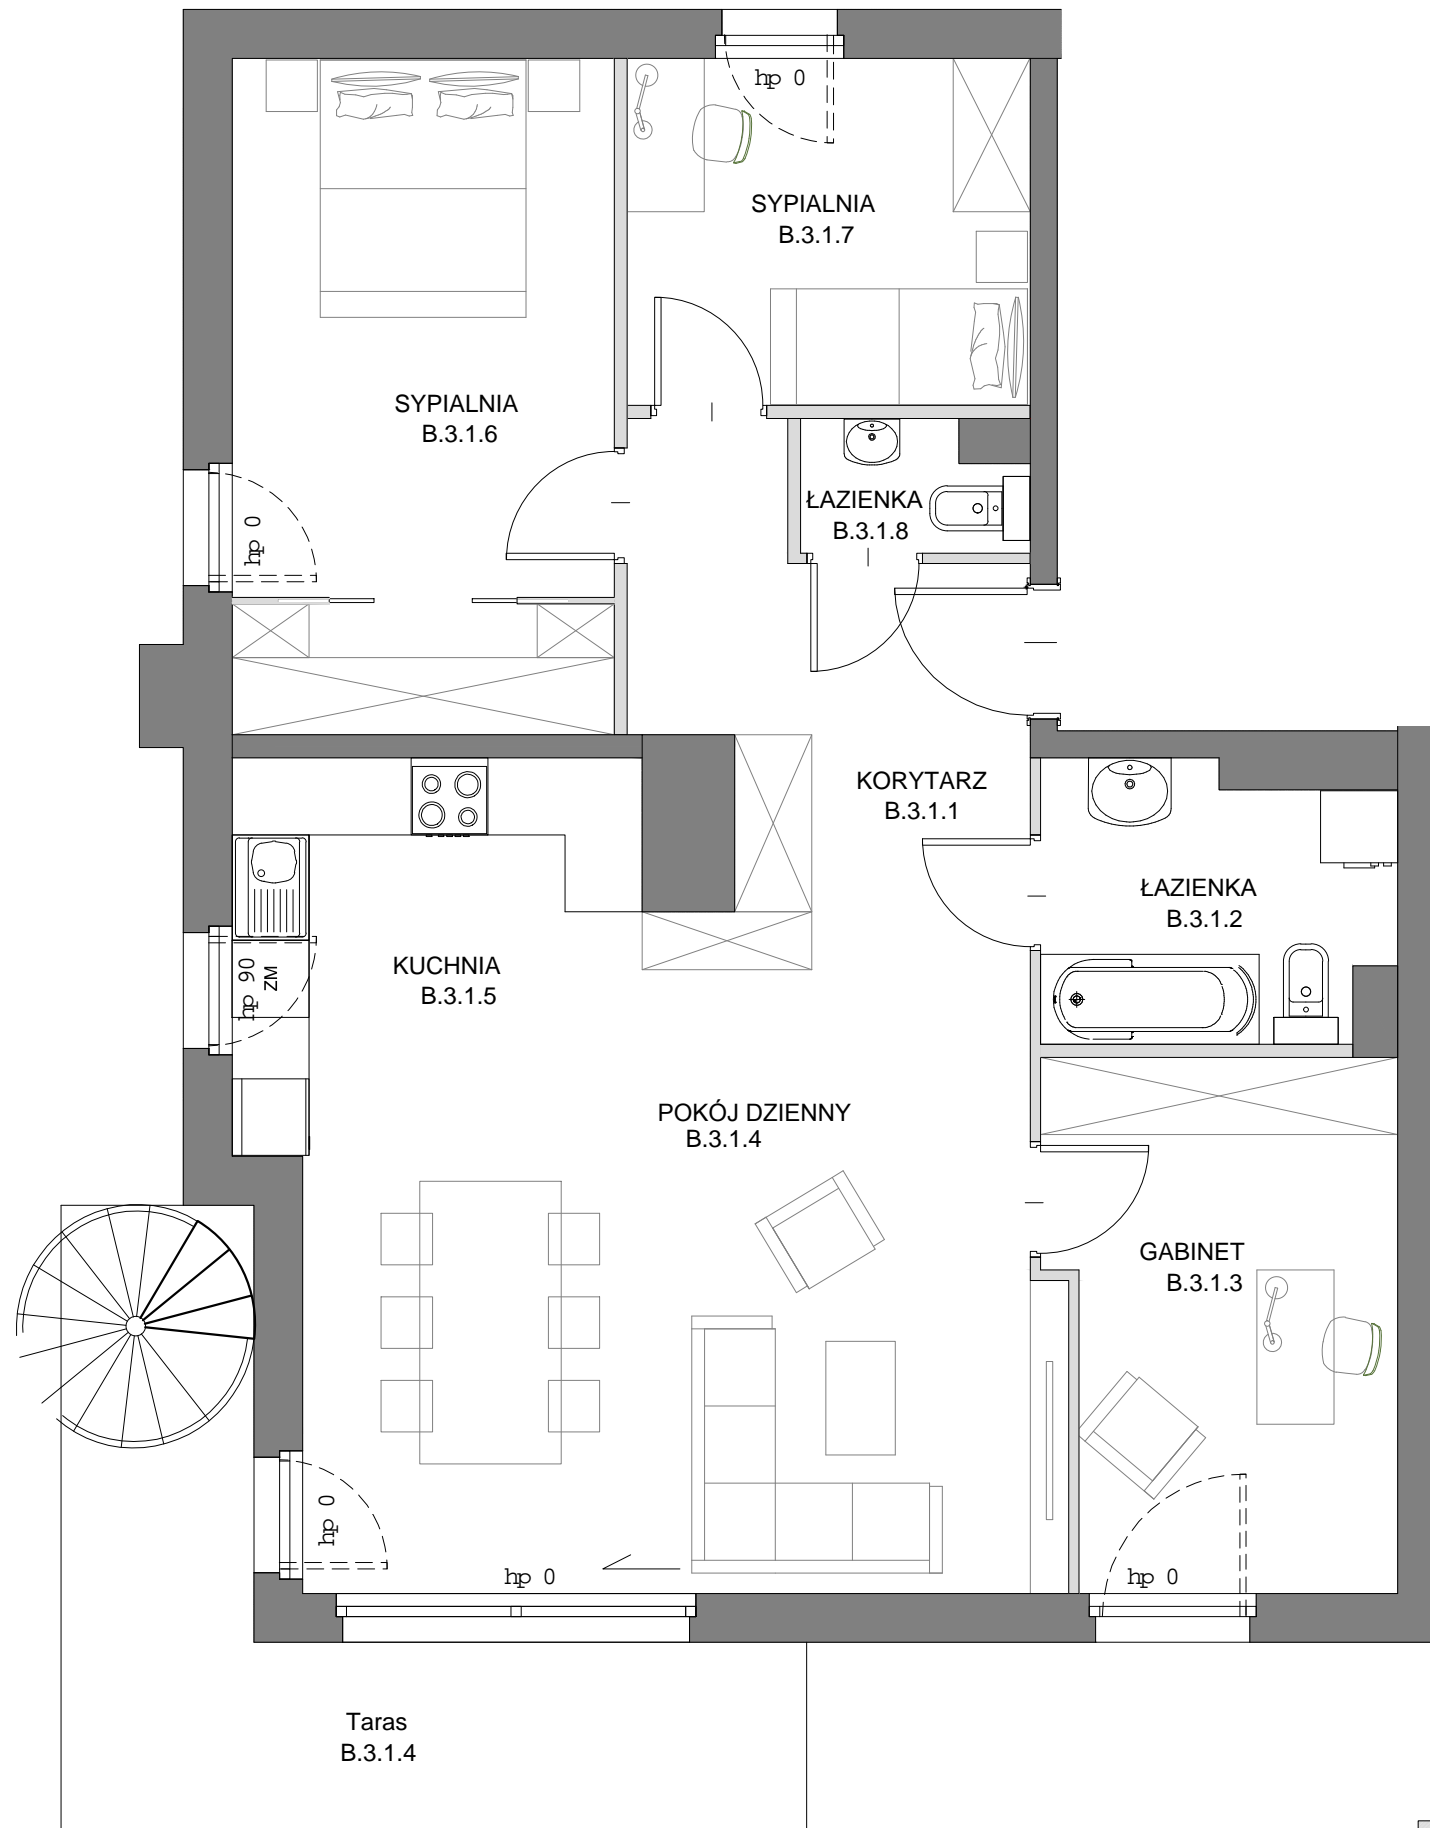 hp 0
SYPIALNIA
B.3.1.7
SYPIALNIA
B.3.1.6
ŁAZIENKA
B.3.1.8
hp 0
KORYTARZ
B.3.1.1
ŁAZIENKA
B.3.1.2
KUCHNIA
B.3.1.5
hp 90
ZM
POKÓJ DZIENNY
B.3.1.4
GABINET
B.3.1.3
hp 0
hp 0
hp 0
Taras
B.3.1.4